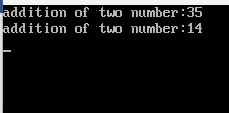 addition of two number:35
addition of two number:14